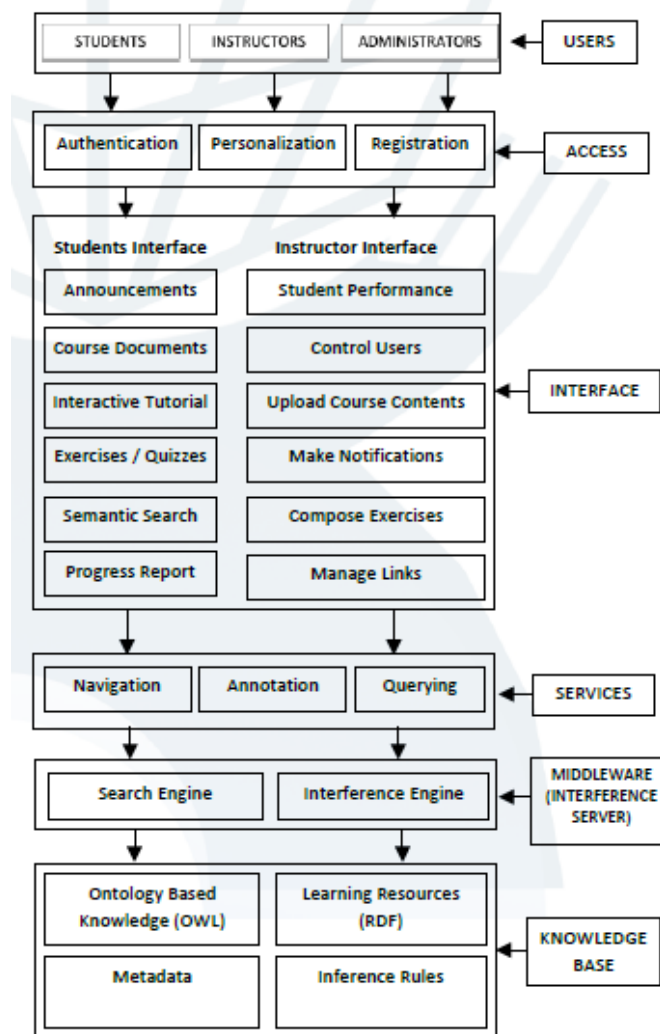 STUDENTS
INSTRUCTORS
ADMINISTRATORS
USERS
Authentication
Personalization
Registration
ACCESS
Students Interface
Instructor Interface
Announcements
Student Performance
Course Documents
Control Users
Interactive Tutorial
Upload Course Contents
INTERFACE
Exercises / Quizzes
Make Notifications
Semantic Search
Compose Exercises
Progress Report
Manage Links
Navigation
Annotation
Querying
SERVICES
Search Engine
Interference Engine
MIDDLEWARE
(INTERFERENCE
SERVER)
Ontology Based
Knowledge (OWL)
Learning Resources
(RDF)
KNOWLEDGE
BASE
Metadata
Inference Rules